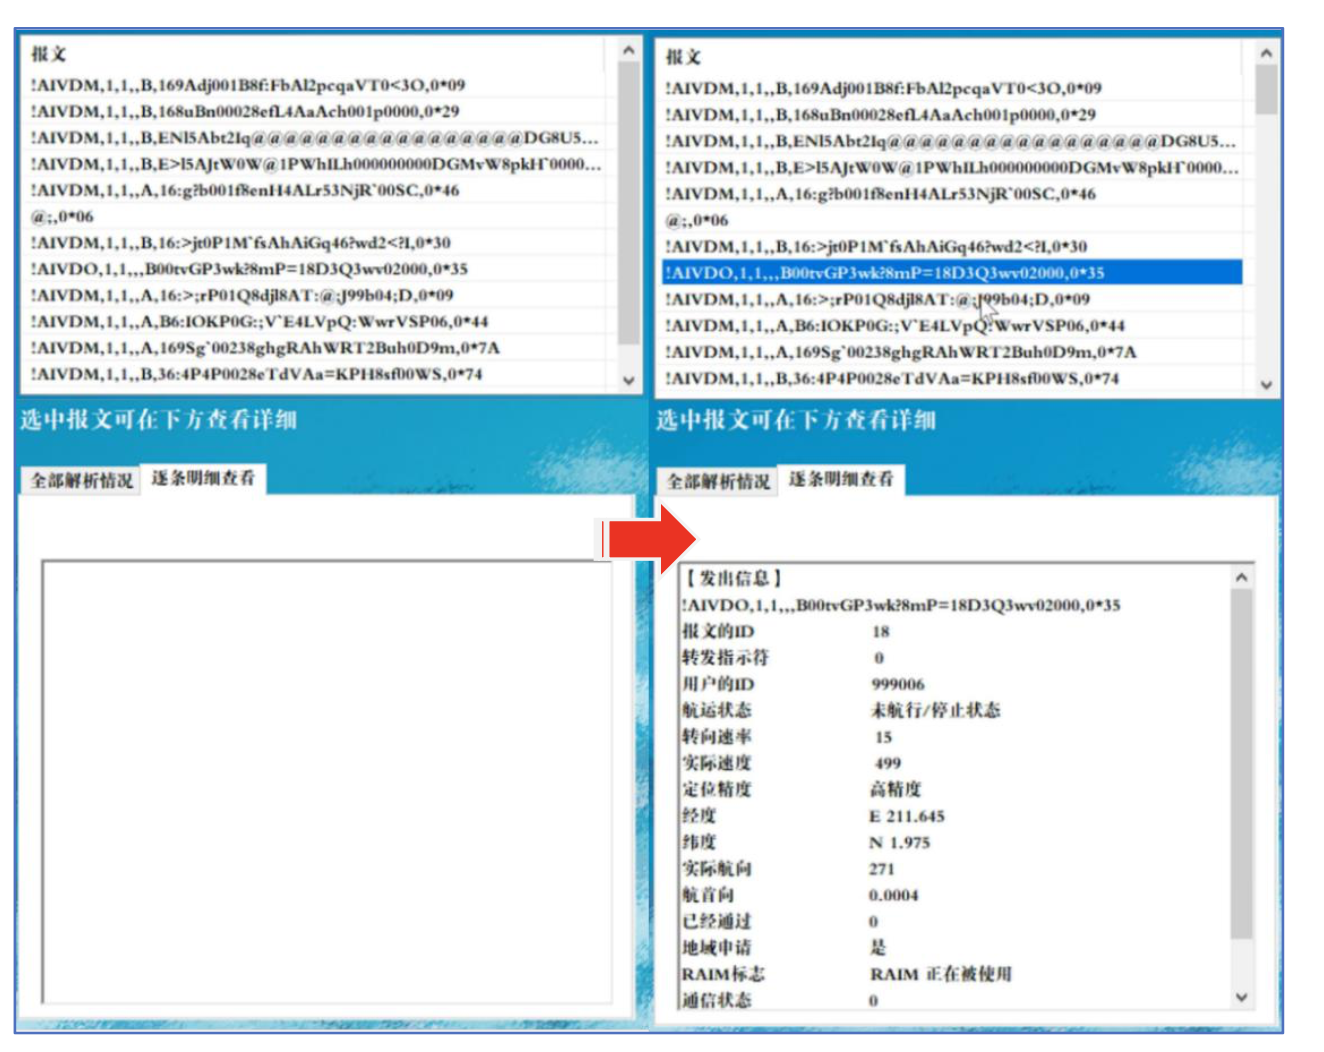 报文
!AIVDM,1,1,,B,169Adj001B8f:FbAl2pcqaVT0<3O,0*09
!AIVDM,1,1,,B,168uBn00028efL4AaAch001p0000,0*29
!AIVDM,1,1,,B,ENl5Abt2Iq@@@@@@@@@@@@@@@@@DG8U5...
!AIVDM,1,1,,B,E>l5AJtW0W@1PWhILh000000000DGMvW8pkH`0000...
!AIVDM,1,1,,A,16:g?b001f8enH4ALr53NjR`00SC,0*46
@;,0*06
!AIVDM,1,1,,B,16:>jt0P1M`fsAhAiGq46?wd2<?I,0*30
!AIVDO,1,1,,,B00tvGP3wk?8mP=18D3Q3wv02000,0*35
!AIVDM,1,1,,A,16:>;rP01Q8djl8AT:@;J99b04;D,0*09
!AIVDM,1,1,,A,B6:IOKP0G:;V`E4LVpQ:WwrVSP06,0*44
!AIVDM,1,1,,A,169Sg`00238ghgRAhWRT2Buh0D9m,0*7A
!AIVDM,1,1,,B,36:4P4P0028eTdVAa=KPH8sf00WS,0*74
选中报文可在下方查看详细
全部解析情况 逐条明细查看
报文
!AIVDM,1,1,,B,169Adj001B8f:FbAl2pcqaVT0<3O,0*09
!AIVDM,1,1,,B,168uBn00028efL4AaAch001p0000,0*29
!AIVDM,1,1,,B,ENl5Abt2Iq@@@@@@@@@@@@@@@@@DG8U5...
!AIVDM,1,1,,B,E>l5AJtW0W@1PWhILh000000000DGMvW8pkH`0000...
!AIVDM,1,1,,A,16:g?b001f8enH4ALr53NjR`00SC,0*46
@;,0*06
!AIVDM,1,1,,B,16:>jt0P1M`fsAhAiGq46?wd2<?I,0*30
!AIVDO,1,1,,,B00tvGP3wk?8mP=18D3Q3wv02000,0*35
!AIVDM,1,1,,A,16:>;rP01Q8djl8AT:@;J99b04;D,0*09
!AIVDM,1,1,,A,B6:IOKP0G:;V`E4LVpQ:WwrVSP06,0*44
!AIVDM,1,1,,A,169Sg`00238ghgRAhWRT2Buh0D9m,0*7A
!AIVDM,1,1,,B,36:4P4P0028eTdVAa=KPH8sf00WS,0*74
选中报文可在下方查看详细
全部解析情况 逐条明细查看
【发出信息】
!AIVDO,1,1,,,B00tvGP3wk?8mP=18D3Q3wv02000,0*35
报文的ID 18
转发指示符 0
用户的ID 999006
航运状态 未航行/停止状态
转向速率 15
实际速度 499
定位精度 高精度
经度 E 211.645
纬度 N 1.975
实际航向 271
航首向 0.0004
已经通过 0
地域申请 是
RAIM标志 RAIM 正在被使用
通信状态 0